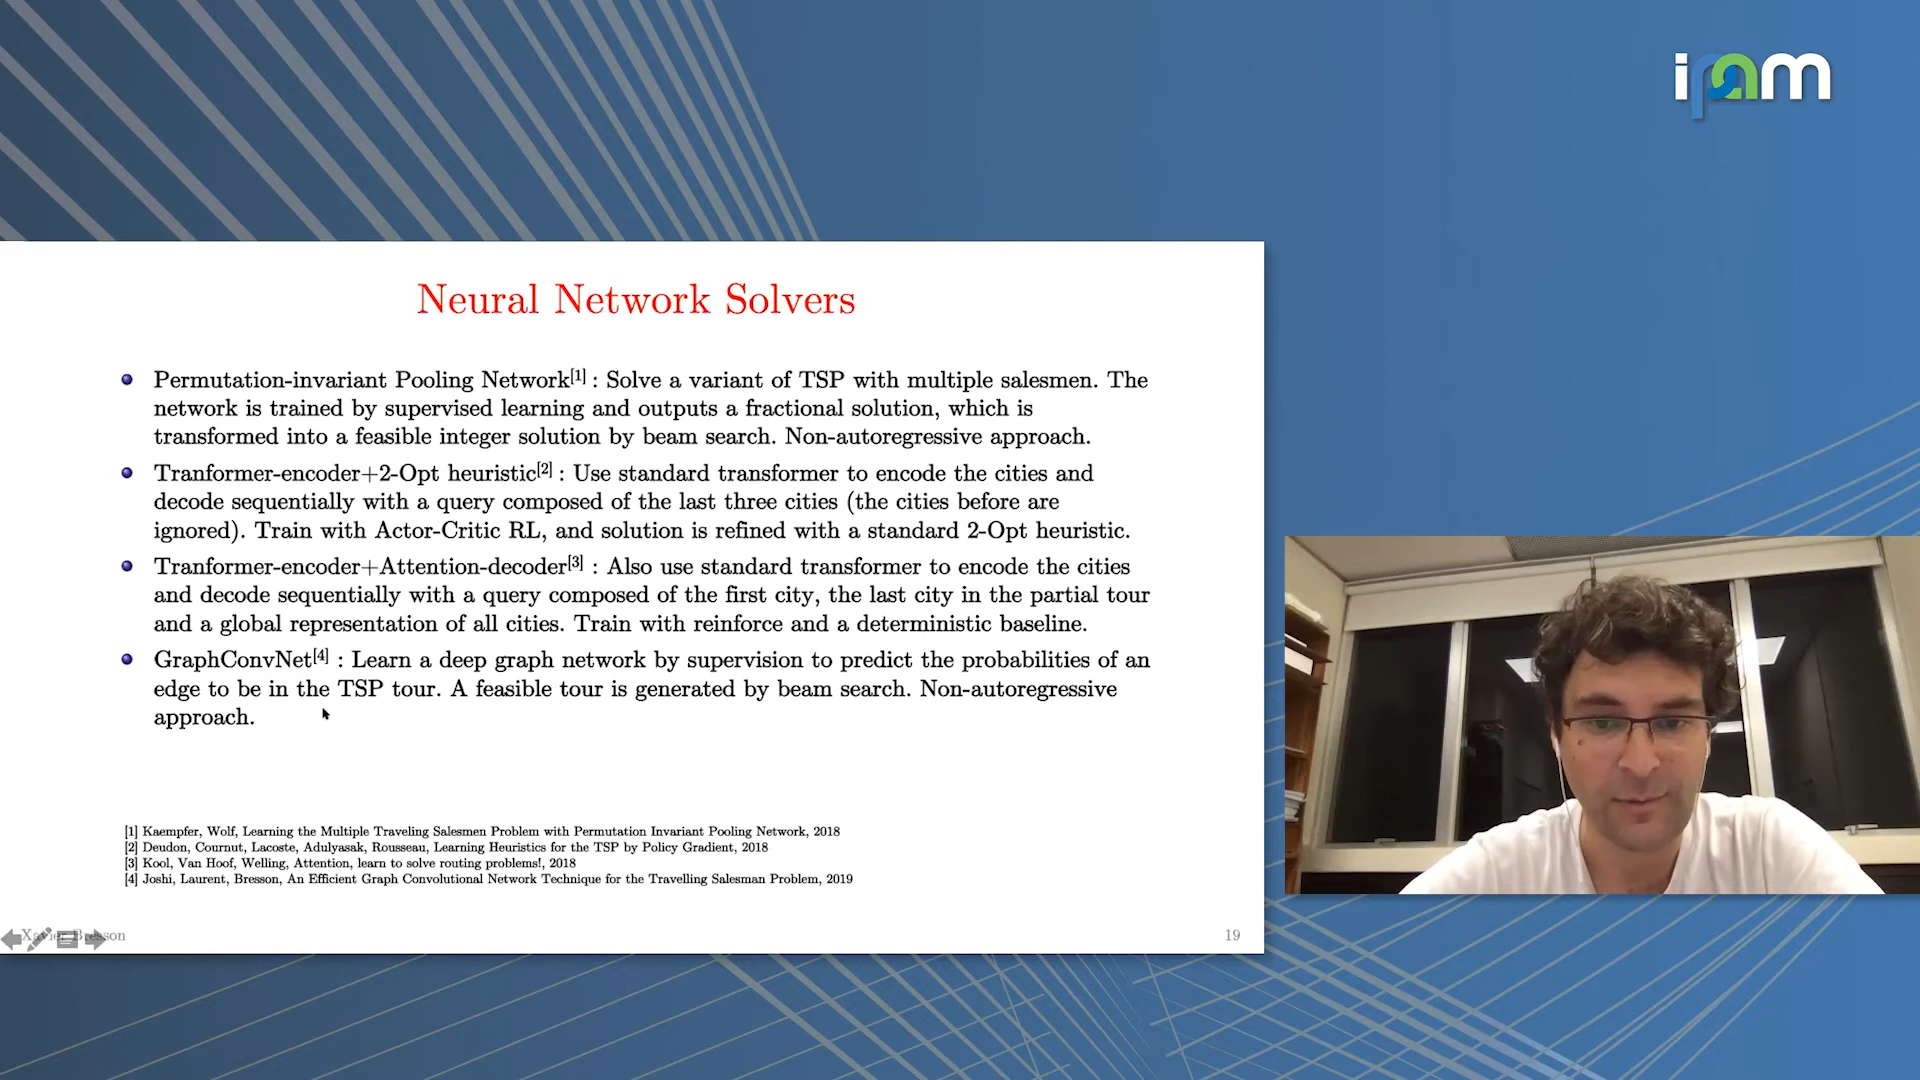 ipam
Neural Network Solvers
Permutation-invariant Pooling Network[1] : Solve a variant of TSP with multiple salesmen. The
network is trained by supervised learning and outputs a fractional solution, which is
transformed into a feasible integer solution by beam search. Non-autoregressive approach.
Tranformer-encoder+2-Opt heuristic[2] : Use standard transformer to encode the cities and
decode sequentially with a query composed of the last three cities (the cities before are
ignored). Train with Actor-Critic RL, and solution is refined with a standard 2-Opt heuristic.
Tranformer-encoder+Attention-decoder[3] : Also use standard transformer to encode the cities
and decode sequentially with a query composed of the first city, the last city in the partial tour
and a global representation of all cities. Train with reinforce and a deterministic baseline.
GraphConvNet[4] : Learn a deep graph network by supervision to predict the probabilities of an
edge to be in the TSP tour. A feasible tour is generated by beam search. Non-autoregressive
approach.
[1] Kaempfer, Wolf, Learning the Multiple Traveling Salesmen Problem with Permutation Invariant Pooling Network, 2018
[2] Deudon, Cournut, Lacoste, Adulyasak, Rousseau, Learning Heuristics for the TSP by Policy Gradient, 2018
[3] Kool, Van Hoof, Welling, Attention, learn to solve routing problems!, 2018
[4] Joshi, Laurent, Bresson, An Efficient Graph Convolutional Network Technique for the Travelling Salesman Problem, 2019
Xavier Bresson
19